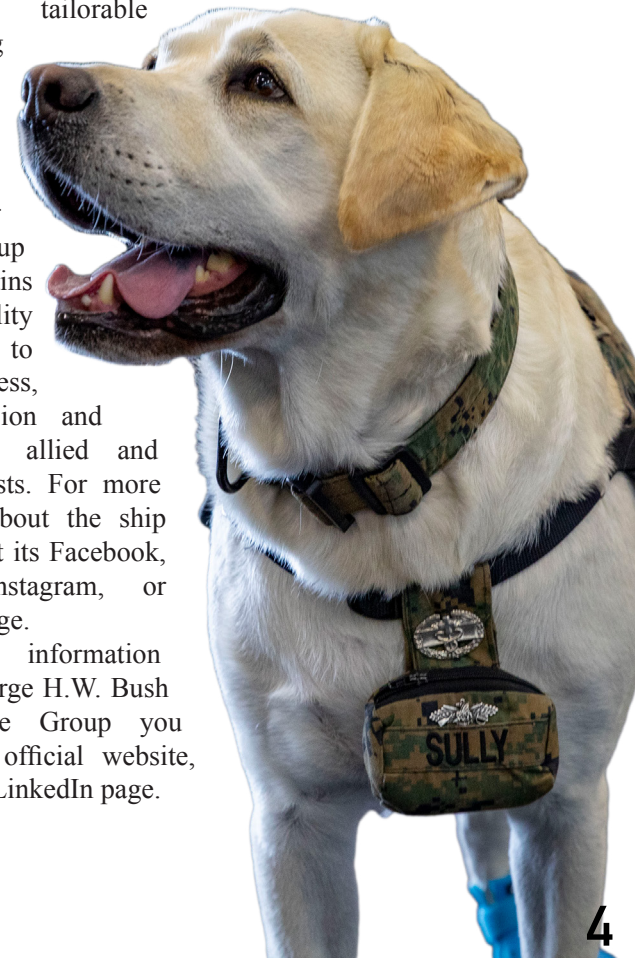 tailorable
g
up
ins
lity
to
ess,
ion and
allied and
sts. For more
bout the ship
t its Facebook,
nstagram, or
ge.
information
rge H.W. Bush
e Group you
official website,
LinkedIn page.
SULLY
4